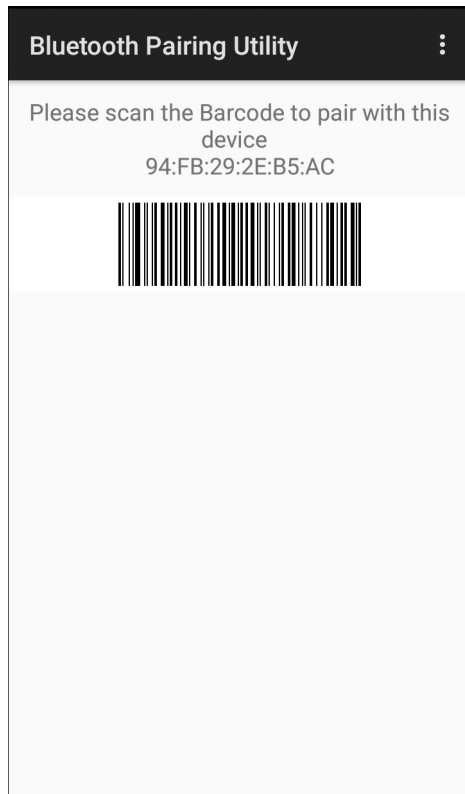 Bluetooth Pairing Utility
Please scan the Barcode to pair with this
device
94:FB:29:2E:B5:AC